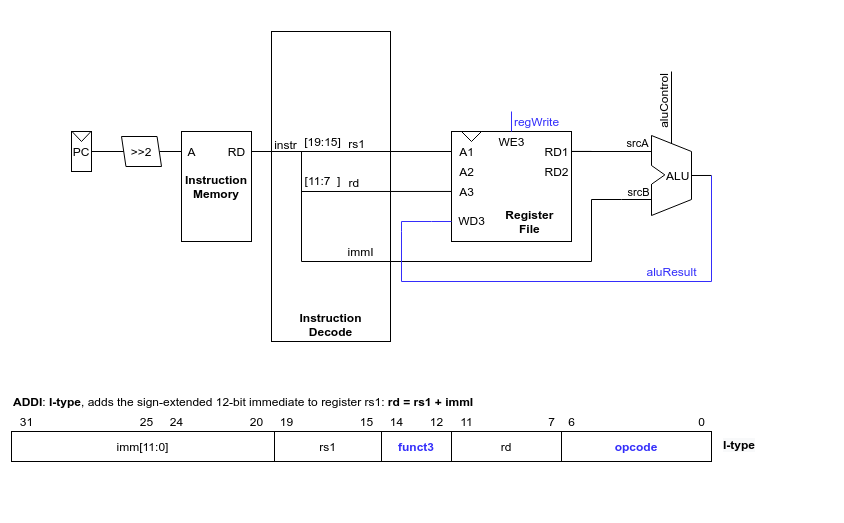 aluControl
regWrite
PC
>>2
A
RD
Instruction
Memory
instr
[19:15]
rs1
[11:7 ]
rd
immI
Instruction
Decode
A1
WE3
RD1
A2
RD2
A3
WD3
Register
File
srcA
srcB
ALU
aluResult
ADDI: I-type, adds the sign-extended 12-bit immediate to register rs1: rd = rs1 + immI
31 25 24 20 19 15 14 12 11 7 6 0
imm[11:0] rs1 funct3 rd opcode I-type